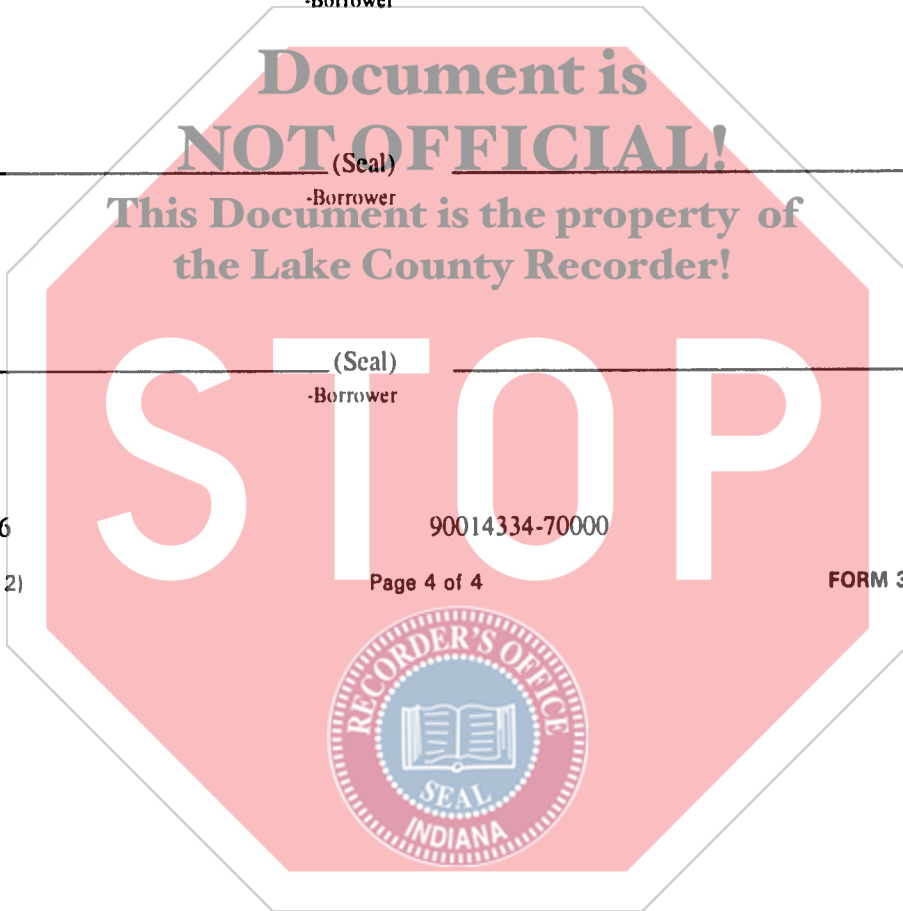 -Borrower
Document is
NOT OFFICIAL!
(Seal)
-Borrower
This Document is the property of
the Lake County Recorder!
(Seal)
-Borrower
STOP
6
90014334-70000
2)
Page 4 of 4
FORM 3
RECORDER'S OFFICE
SEAL
INDIANA